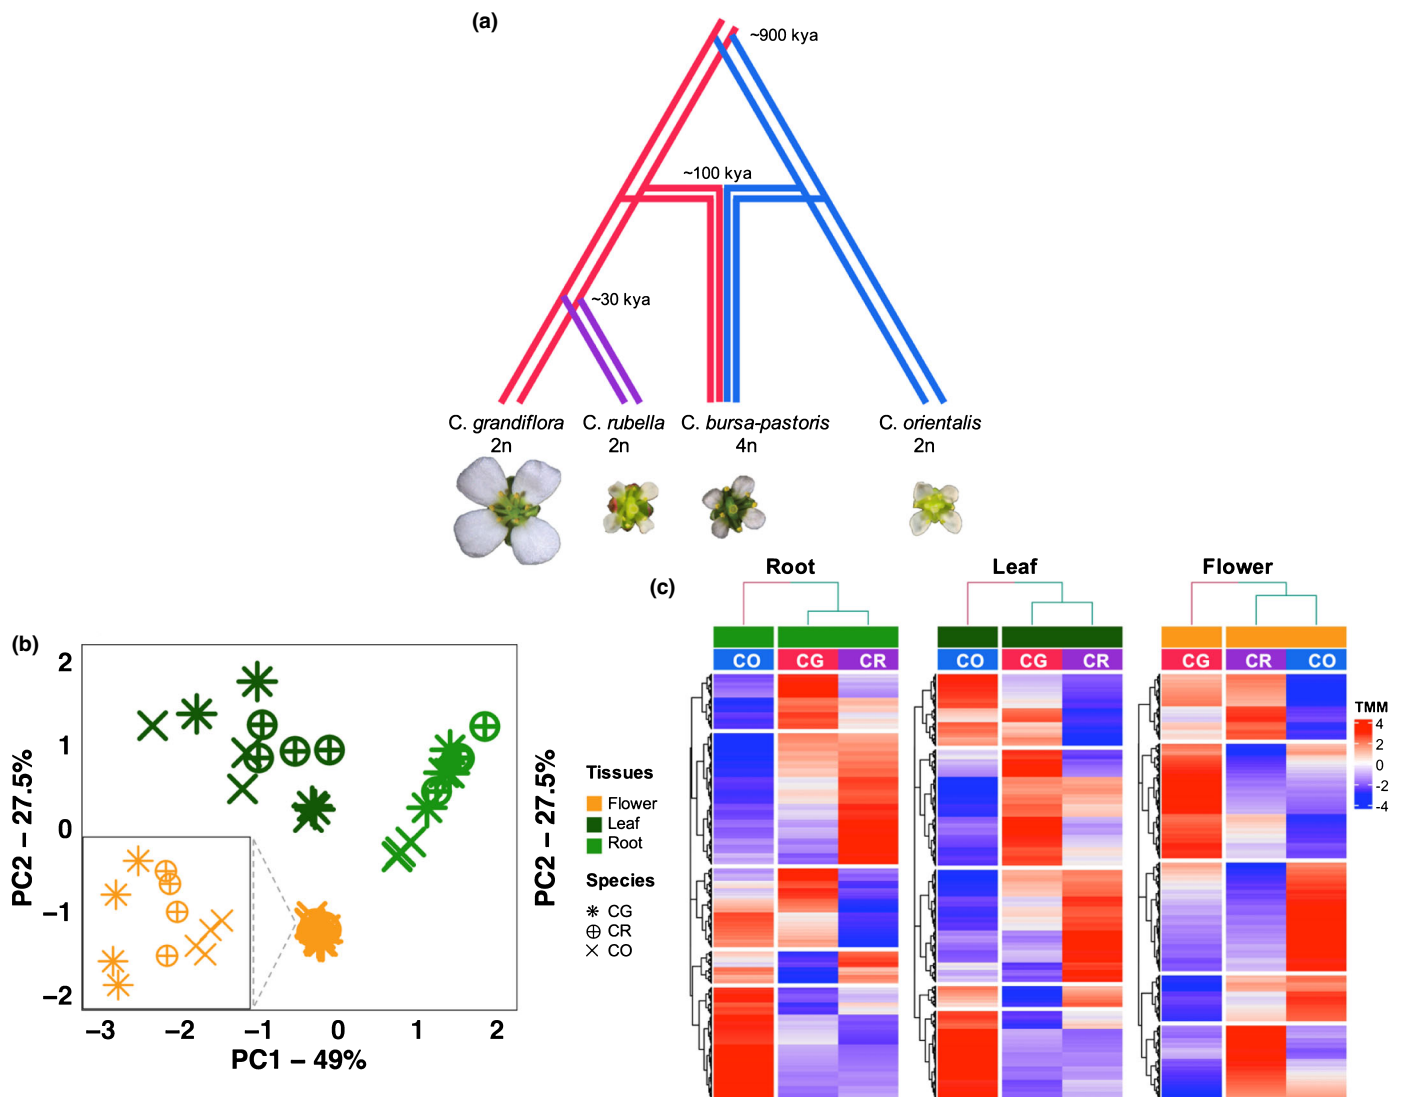 (a)
~900 kya
~100 kya
~30 kya
C. grandiflora
2n
C. rubella
2n
C. bursa-pastoris
4n
C. orientalis
2n
(b)
2
1
0
−1
−2
PC2 – 27.5%
−3
−2
−1
0
1
2
PC1 – 49%
PC2 – 27.5%
Tissues
Flower
Leaf
Root
Species
CG
CR
CO
(c)
Root
Leaf
Flower
CO
CG
CR
CO
CG
CR
CG
CR
CO
TMM
4
2
0
-2
-4